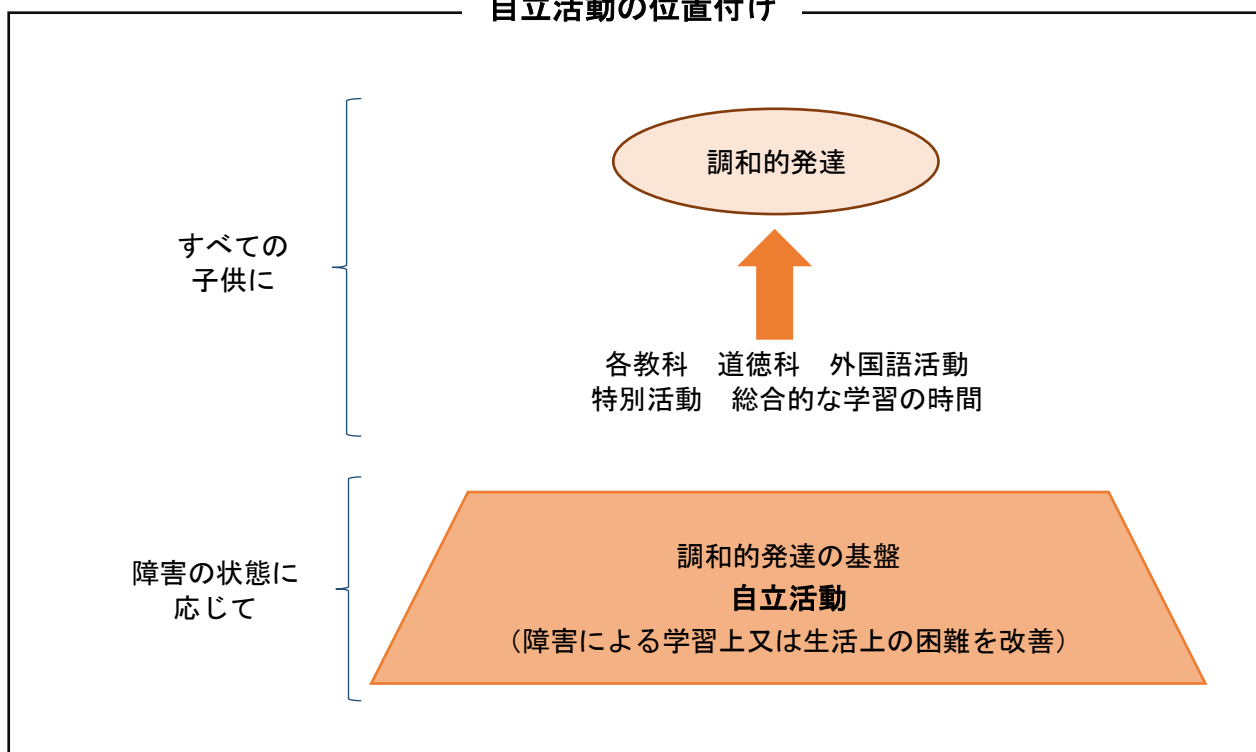 自立活動の位置付け
調和的発達
すべての
子供に
各教科　道徳科　外国語活動
特別活動　総合的な学習の時間
障害の状態に
応じて
調和的発達の基盤
自立活動
（障害による学習上又は生活上の困難を改善）